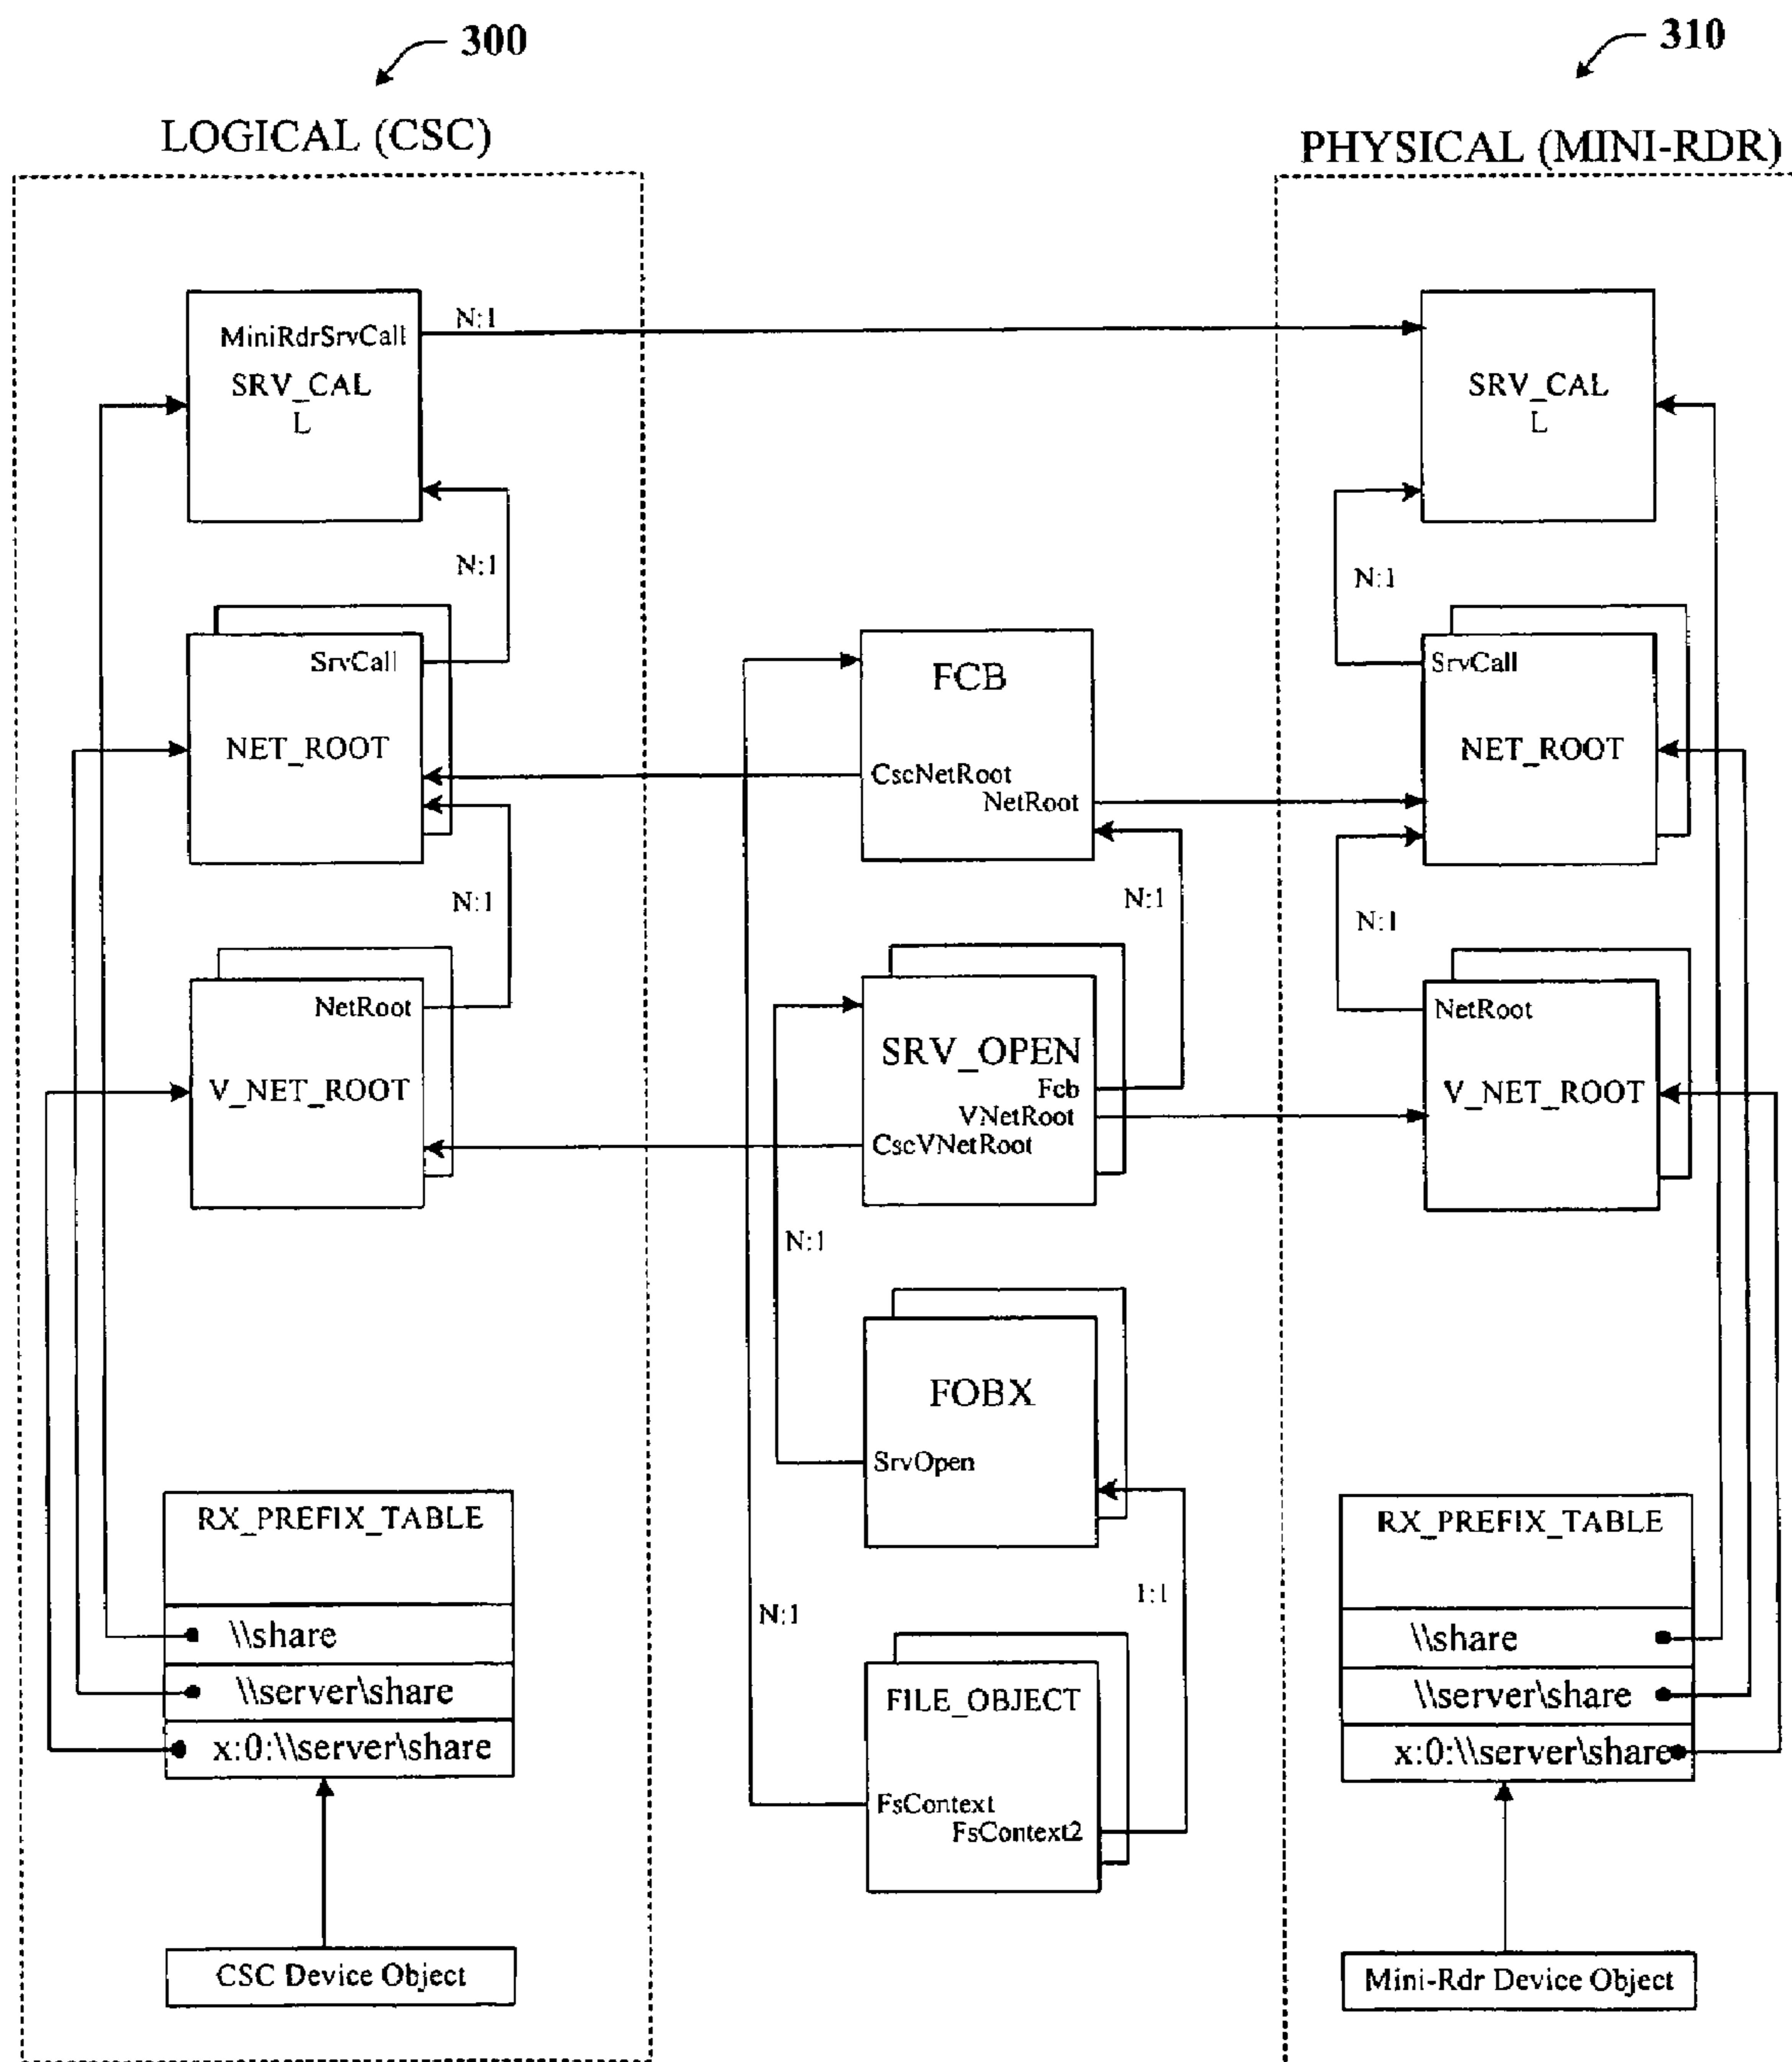 300
310
LOGICAL (CSC)
PHYSICAL (MINI-RDR)
MiniRdrSrvCall
SRV_CAL
L
N:1
SRV_CAL
L
N:1
N:1
SrvCall
NET_ROOT
FCB
CscNetRoot
NetRoot
SrvCall
NET_ROOT
N:1
N:1
N:1
NetRoot
V_NET_ROOT
SRV_OPEN
Fcb
VNetRoot
CscVNetRoot
NetRoot
V_NET_ROOT
N:1
FOBX
SrvOpen
RX_PREFIX_TABLE
\\share
\\server\share
x:0:\\server\share
N:1
1:1
FILE_OBJECT
FsContext
FsContext2
RX_PREFIX_TABLE
\\share
\\server\share
x:0:\\server\share
CSC Device Object
Mini-Rdr Device Object